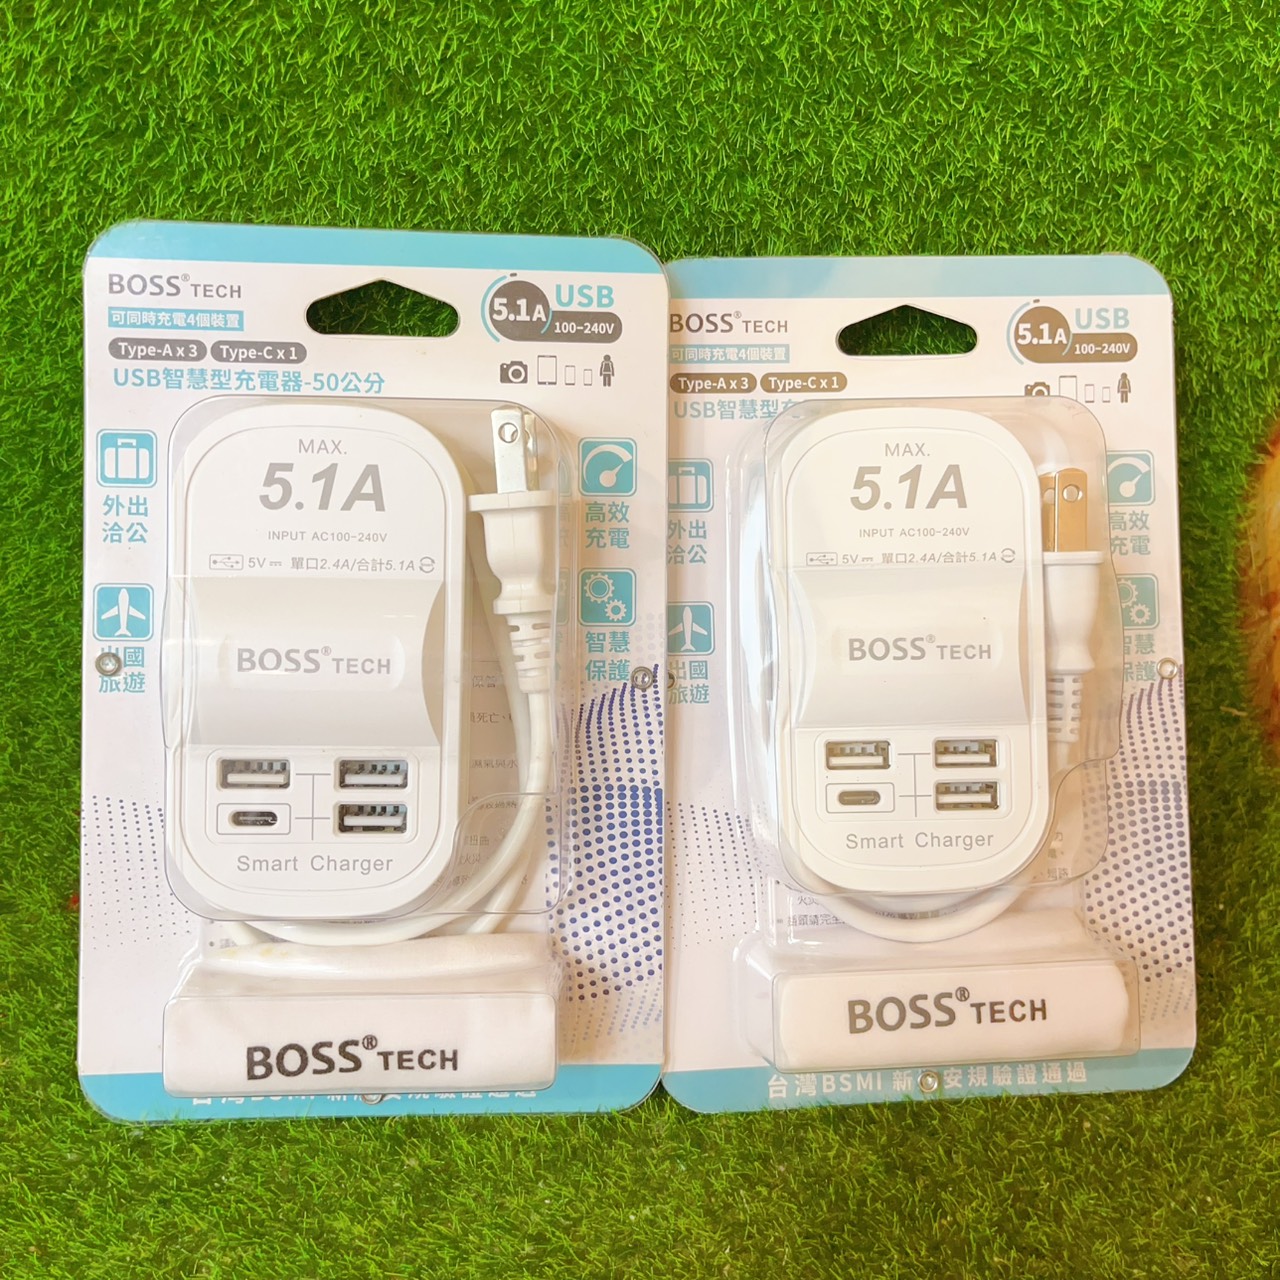 BOSS® TECH
可同時充電4個裝置
Type-A x 3 Type-C x 1
USB智慧型充電器-50公分
5.1A USB
100-240V
外出
洽公
出國
旅遊
高效
充電
智慧
保護
MAX.
5.1A
INPUT AC100-240V
5V 單口2.4A/合計5.1A
BOSS® TECH
Smart Charger
BOSS® TECH
BOSS® TECH
可同時充電4個裝置
Type-A x 3 Type-C x 1
USB智慧型充
5.1A USB
100-240V
外出
洽公
出國
旅遊
高效
充電
智慧
保護
MAX.
5.1A
INPUT AC100-240V
5V 單口2.4A/合計5.1A
BOSS® TECH
Smart Charger
BOSS® TECH
台灣BSMI 新 安規驗證通過